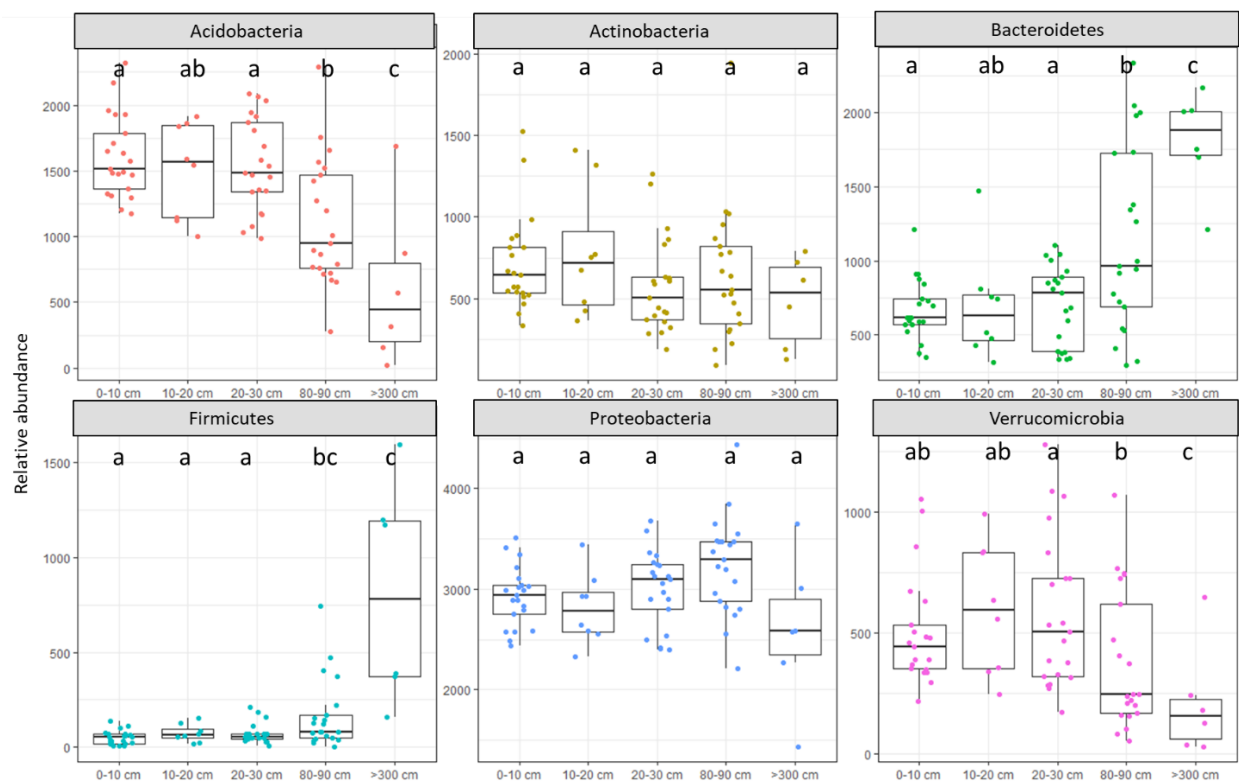 Acidobacteria
Actinobacteria
Bacteroidetes
a ab a b c
a a a a a
a ab a b c
2000
1500
1000
500
0
2000
1500
1000
500
2000
1500
1000
500
0-10 cm 10-20 cm 20-30 cm 80-90 cm >300 cm
0-10 cm 10-20 cm 20-30 cm 80-90 cm >300 cm
0-10 cm 10-20 cm 20-30 cm 80-90 cm >300 cm
Relative abundance
Firmicutes
Proteobacteria
Verrucomicrobia
a a a bc c
a a a a a
ab ab a b c
1500
1000
500
0
4000
3000
2000
1000
500
0
0-10 cm 10-20 cm 20-30 cm 80-90 cm >300 cm
0-10 cm 10-20 cm 20-30 cm 80-90 cm >300 cm
0-10 cm 10-20 cm 20-30 cm 80-90 cm >300 cm